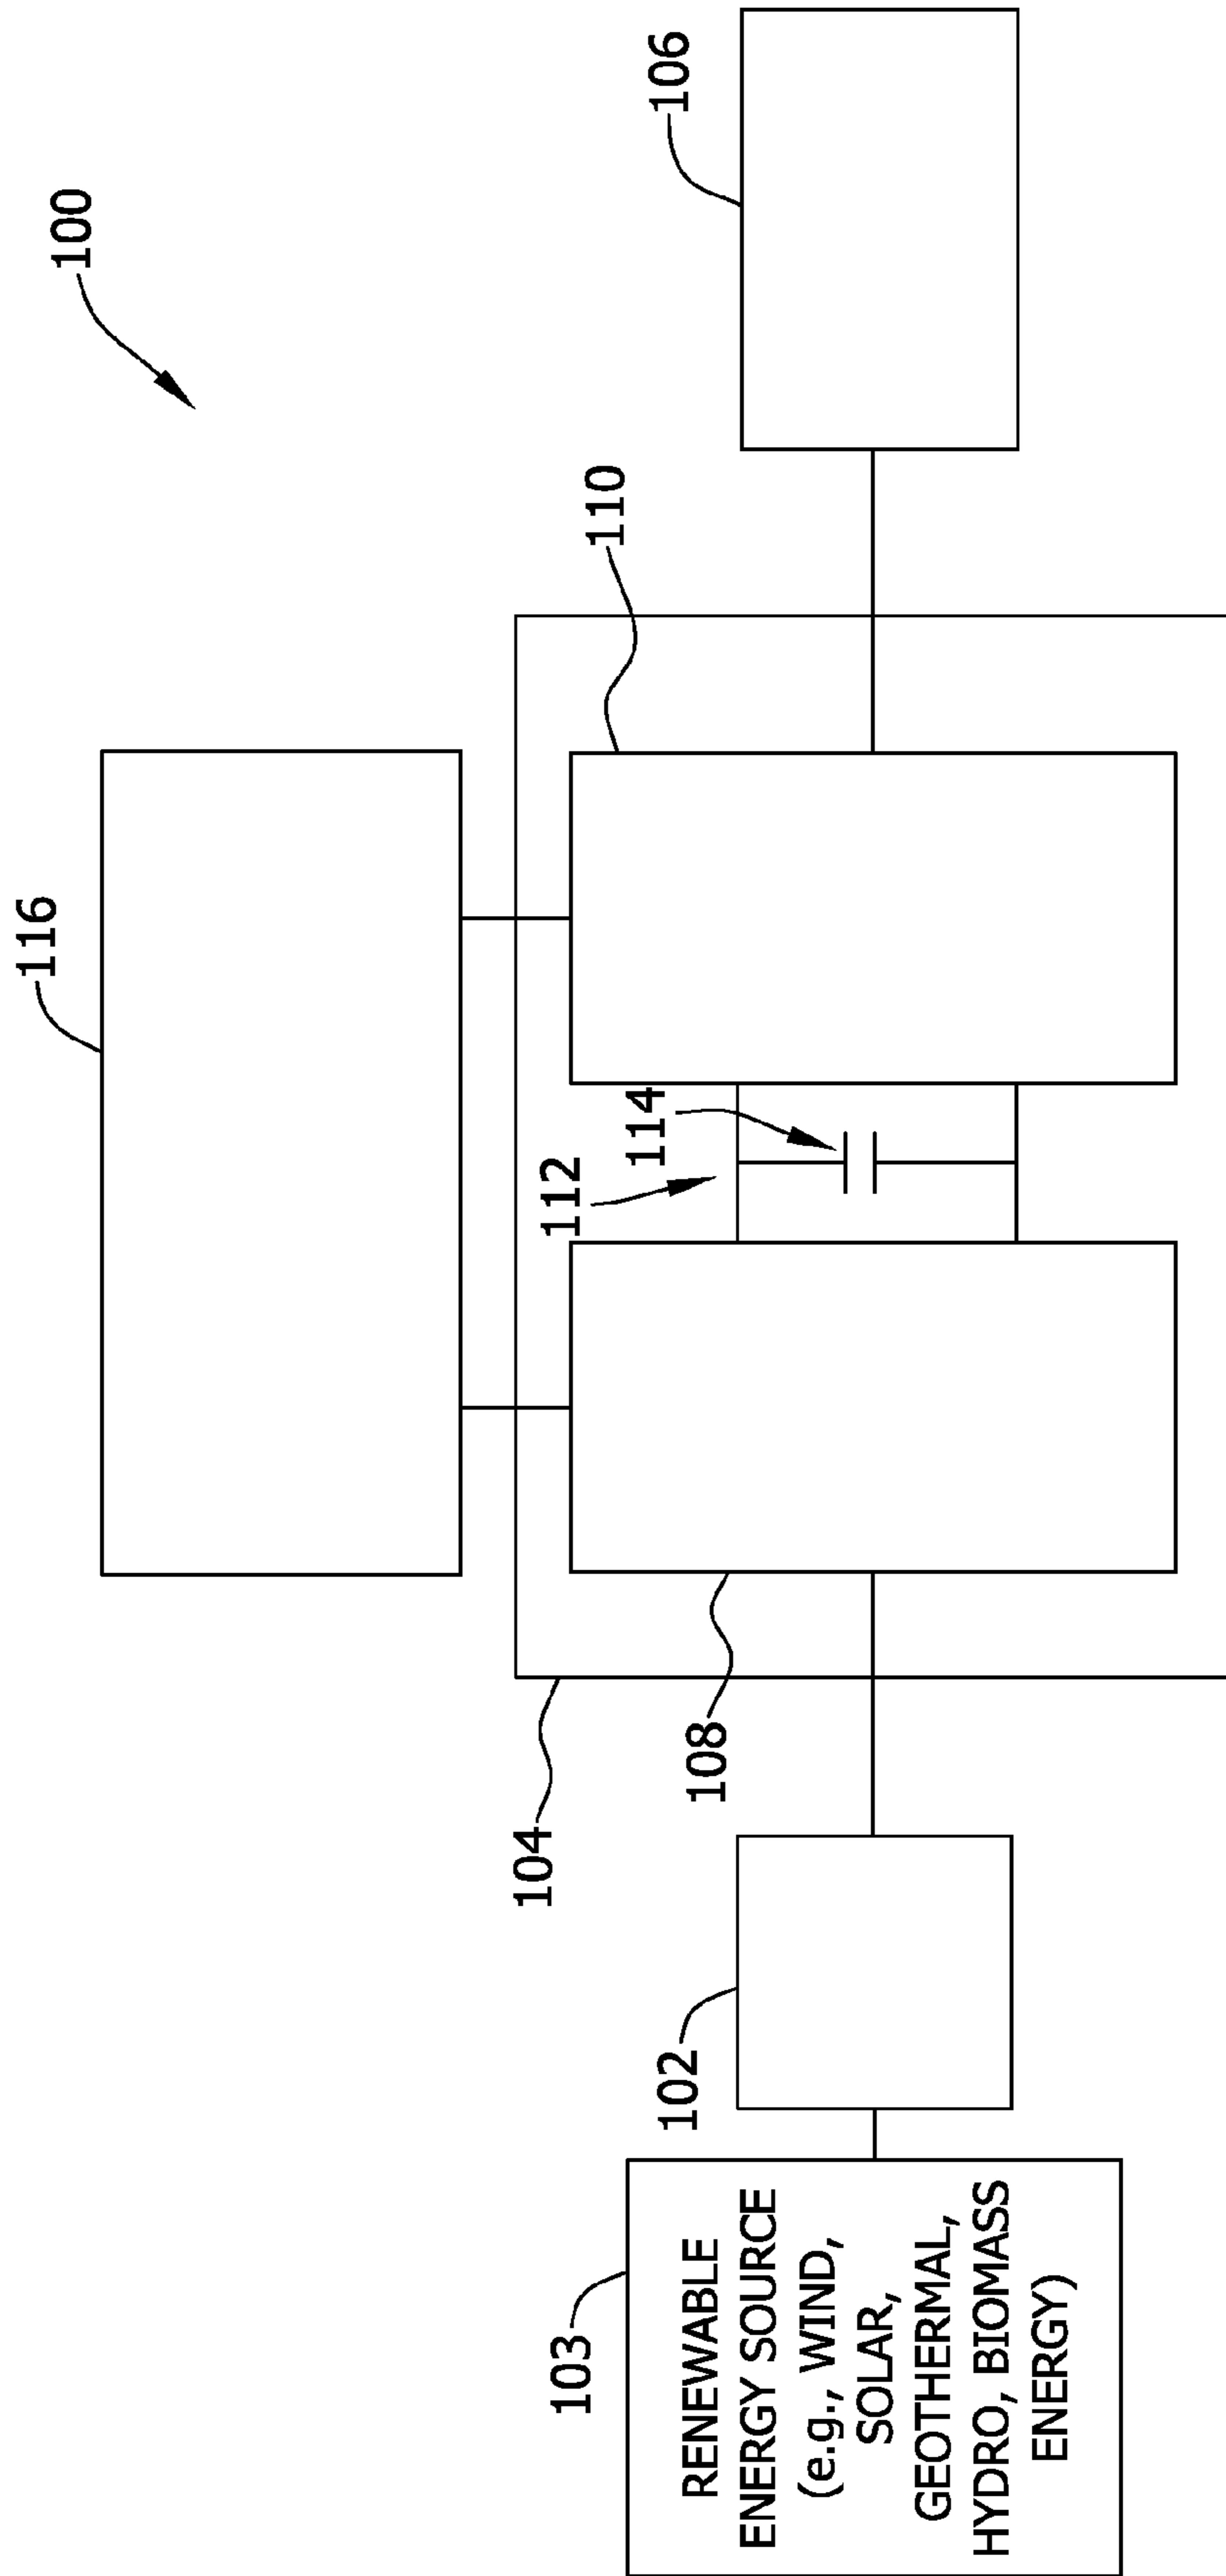 100
116
106
110
112
114
104
108
102
103
RENEWABLE
ENERGY SOURCE
(e.g., WIND,
SOLAR,
GEOTHERMAL,
HYDRO, BIOMASS
ENERGY)